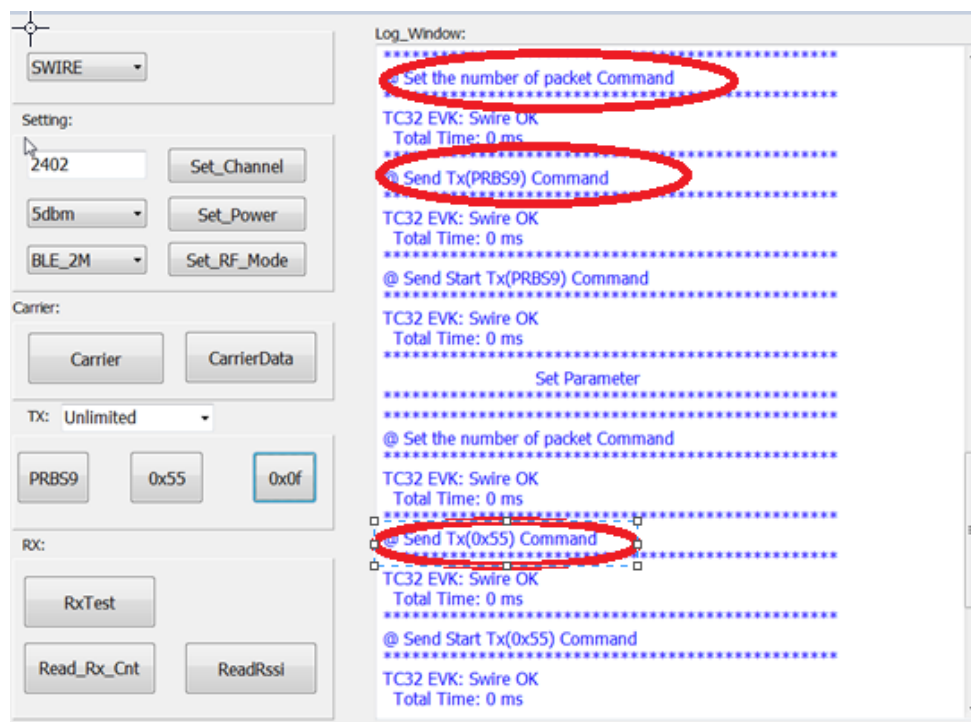 SWIRE
Setting:
2402
Set_Channel
5dbm
Set_Power
BLE_2M
Set_RF_Mode
Carrier:
Carrier
CarrierData
TX: Unlimited
PRBS9
0x55
0x0f
RX:
RxTest
Read_Rx_Cnt
ReadRssi
Log_Window:
*********************************************
@ Set the number of packet Command
*********************************************
TC32 EVK: Swire OK
Total Time: 0 ms
*********************************************
@ Send Tx(PRBS9) Command
*********************************************
TC32 EVK: Swire OK
Total Time: 0 ms
*********************************************
@ Send Start Tx(PRBS9) Command
*********************************************
TC32 EVK: Swire OK
Total Time: 0 ms
*********************************************
Set Parameter
*********************************************
*********************************************
@ Set the number of packet Command
*********************************************
TC32 EVK: Swire OK
Total Time: 0 ms
*********************************************
@ Send Tx(0x55) Command
*********************************************
TC32 EVK: Swire OK
Total Time: 0 ms
*********************************************
@ Send Start Tx(0x55) Command
*********************************************
TC32 EVK: Swire OK
Total Time: 0 ms